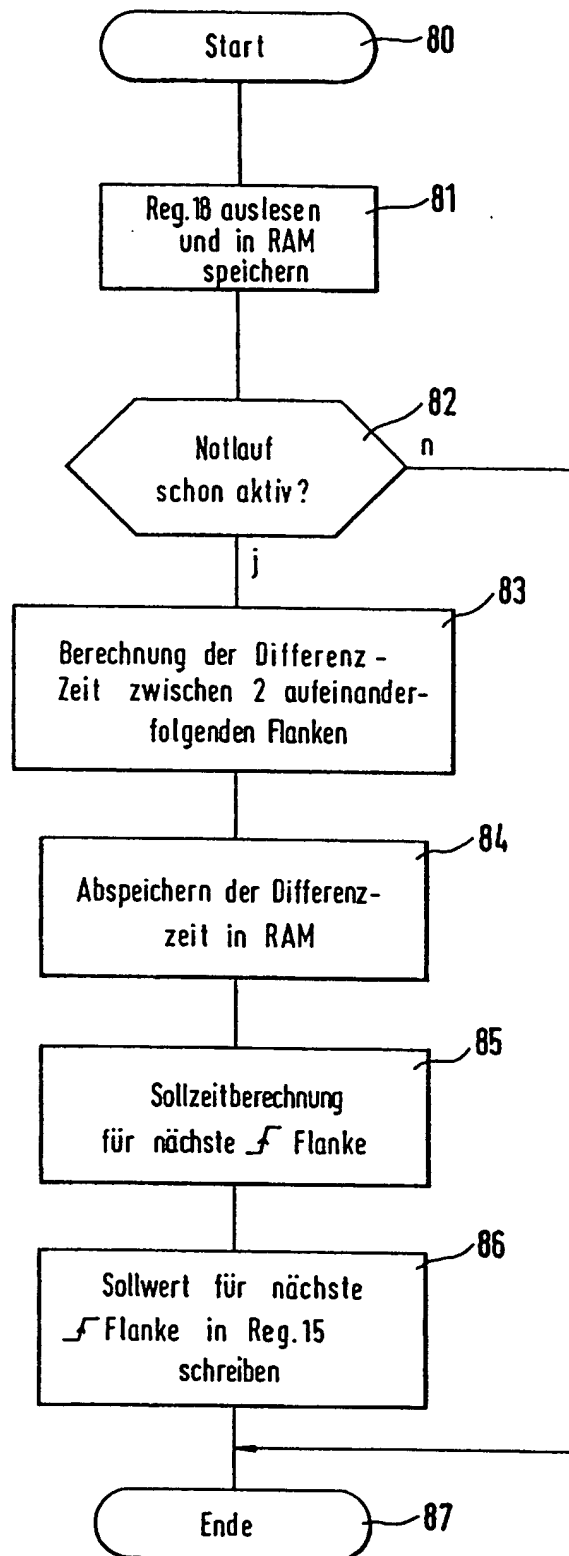 Start
80
Reg.18 auslesen
und in RAM
speichern
81
Notlauf
schon aktiv?
82
n
j
Berechnung der Differenz-
Zeit zwischen 2 aufeinander-
folgenden Flanken
83
Abspeichern der Differenz-
zeit in RAM
84
Sollzeitberechnung
für nächste Flanke
85
Sollwert für nächste
Flanke in Reg.15
schreiben
86
Ende
87